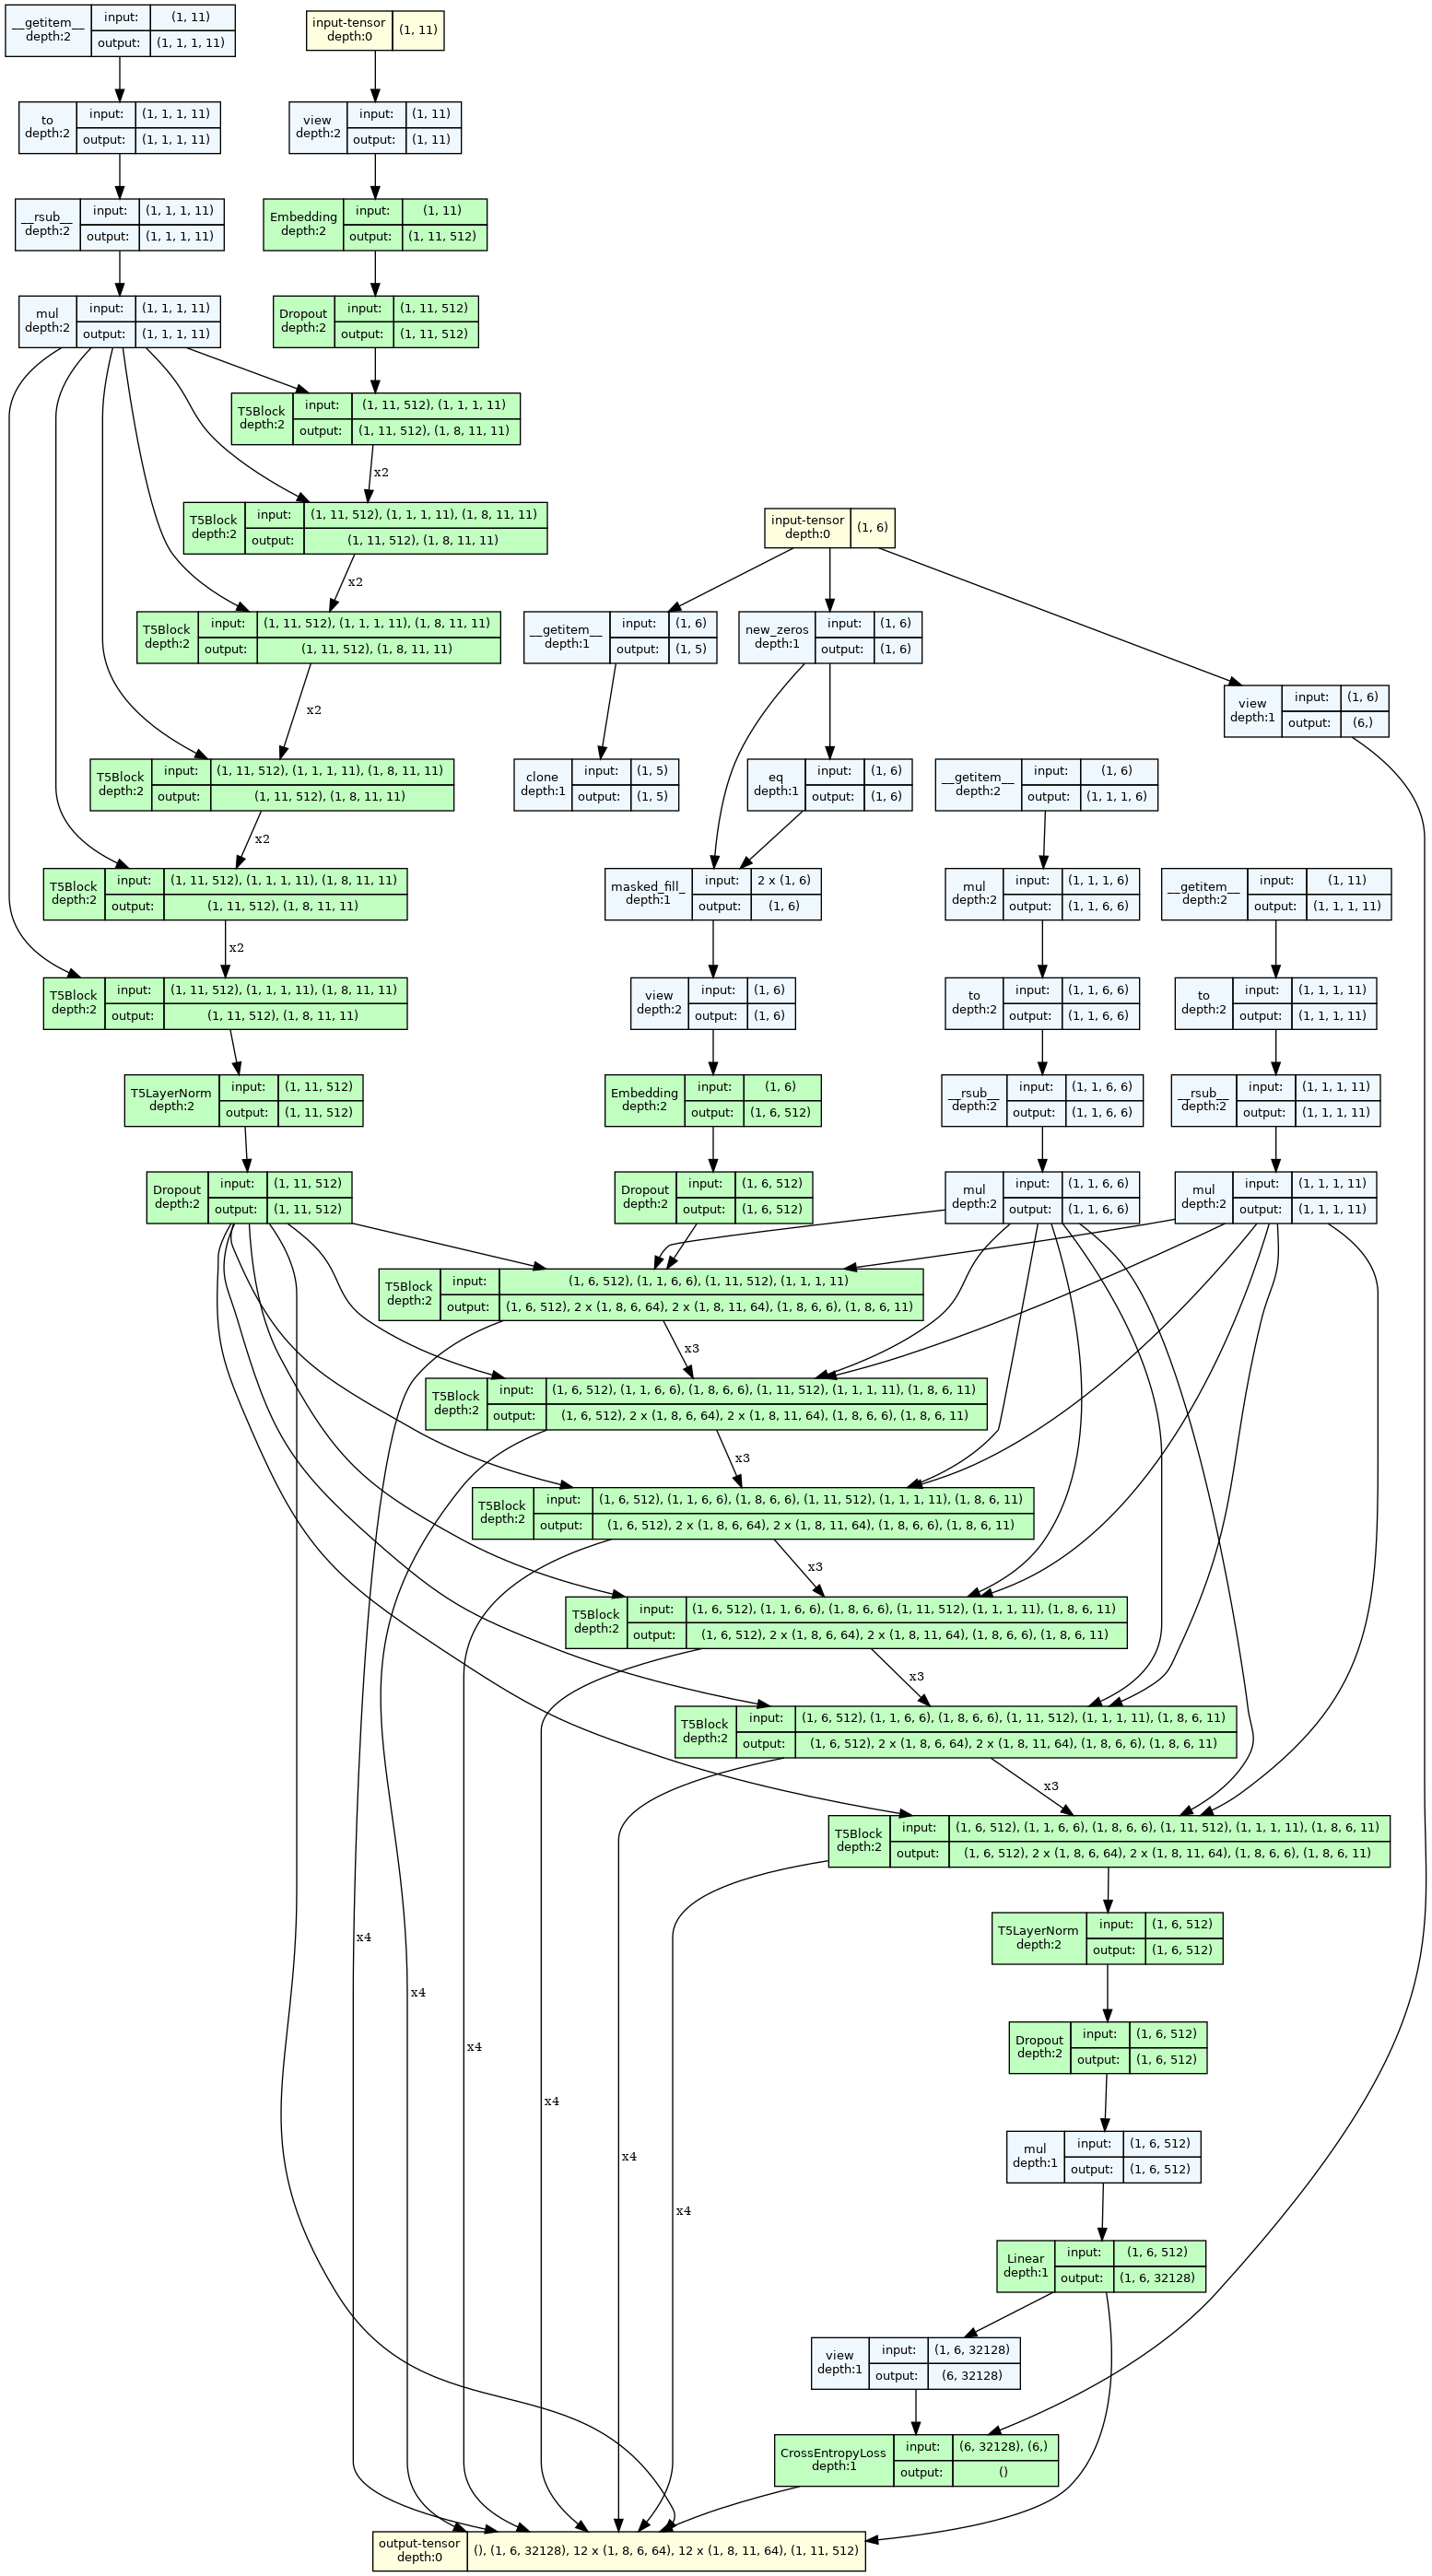 __getitem__
depth:2
input:
(1, 11)
output:
(1, 1, 1, 11)
input-tensor
depth:0
(1, 11)
to
depth:2
input:
(1, 1, 1, 11)
output:
(1, 1, 1, 11)
view
depth:2
input:
(1, 11)
output:
(1, 11)
__rsub__
depth:2
input:
(1, 1, 1, 11)
output:
(1, 1, 1, 11)
Embedding
depth:2
input:
(1, 11)
output:
(1, 11, 512)
mul
depth:2
input:
(1, 1, 1, 11)
output:
(1, 1, 1, 11)
Dropout
depth:2
input:
(1, 11, 512)
output:
(1, 11, 512)
T5Block
depth:2
input:
(1, 11, 512), (1, 1, 1, 11)
output:
(1, 11, 512), (1, 8, 11, 11)
x2
T5Block
depth:2
input:
(1, 11, 512), (1, 1, 1, 11), (1, 8, 11, 11)
output:
(1, 11, 512), (1, 8, 11, 11)
input-tensor
depth:0
(1, 6)
x2
T5Block
depth:2
input:
(1, 11, 512), (1, 1, 1, 11), (1, 8, 11, 11)
output:
(1, 11, 512), (1, 8, 11, 11)
__getitem__
depth:1
input:
(1, 6)
output:
(1, 5)
new_zeros
depth:1
input:
(1, 6)
output:
(1, 6)
x2
view
depth:1
input:
(1, 6)
output:
(6,)
T5Block
depth:2
input:
(1, 11, 512), (1, 1, 1, 11), (1, 8, 11, 11)
output:
(1, 11, 512), (1, 8, 11, 11)
clone
depth:1
input:
(1, 5)
output:
(1, 5)
eq
depth:1
input:
(1, 6)
output:
(1, 6)
__getitem__
depth:2
input:
(1, 6)
output:
(1, 1, 1, 6)
x2
T5Block
depth:2
input:
(1, 11, 512), (1, 1, 1, 11), (1, 8, 11, 11)
output:
(1, 11, 512), (1, 8, 11, 11)
masked_fill_
depth:1
input:
2 x (1, 6)
output:
(1, 6)
mul
depth:2
input:
(1, 1, 1, 6)
output:
(1, 1, 6, 6)
__getitem__
depth:2
input:
(1, 11)
output:
(1, 1, 1, 11)
x2
T5Block
depth:2
input:
(1, 11, 512), (1, 1, 1, 11), (1, 8, 11, 11)
output:
(1, 11, 512), (1, 8, 11, 11)
view
depth:2
input:
(1, 6)
output:
(1, 6)
to
depth:2
input:
(1, 1, 6, 6)
output:
(1, 1, 6, 6)
to
depth:2
input:
(1, 1, 1, 11)
output:
(1, 1, 1, 11)
T5LayerNorm
depth:2
input:
(1, 11, 512)
output:
(1, 11, 512)
Embedding
depth:2
input:
(1, 6)
output:
(1, 6, 512)
__rsub__
depth:2
input:
(1, 1, 6, 6)
output:
(1, 1, 6, 6)
__rsub__
depth:2
input:
(1, 1, 1, 11)
output:
(1, 1, 1, 11)
Dropout
depth:2
input:
(1, 11, 512)
output:
(1, 11, 512)
Dropout
depth:2
input:
(1, 6, 512)
output:
(1, 6, 512)
mul
depth:2
input:
(1, 1, 6, 6)
output:
(1, 1, 6, 6)
mul
depth:2
input:
(1, 1, 1, 11)
output:
(1, 1, 1, 11)
T5Block
depth:2
input:
(1, 6, 512), (1, 1, 6, 6), (1, 11, 512), (1, 1, 1, 11)
output:
(1, 6, 512), 2 x (1, 8, 6, 64), 2 x (1, 8, 11, 64), (1, 8, 6, 6), (1, 8, 6, 11)
x3
T5Block
depth:2
input:
(1, 6, 512), (1, 1, 6, 6), (1, 8, 6, 6), (1, 11, 512), (1, 1, 1, 11), (1, 8, 6, 11)
output:
(1, 6, 512), 2 x (1, 8, 6, 64), 2 x (1, 8, 11, 64), (1, 8, 6, 6), (1, 8, 6, 11)
x3
T5Block
depth:2
input:
(1, 6, 512), (1, 1, 6, 6), (1, 8, 6, 6), (1, 11, 512), (1, 1, 1, 11), (1, 8, 6, 11)
output:
(1, 6, 512), 2 x (1, 8, 6, 64), 2 x (1, 8, 11, 64), (1, 8, 6, 6), (1, 8, 6, 11)
x3
T5Block
depth:2
input:
(1, 6, 512), (1, 1, 6, 6), (1, 8, 6, 6), (1, 11, 512), (1, 1, 1, 11), (1, 8, 6, 11)
output:
(1, 6, 512), 2 x (1, 8, 6, 64), 2 x (1, 8, 11, 64), (1, 8, 6, 6), (1, 8, 6, 11)
x3
T5Block
depth:2
input:
(1, 6, 512), (1, 1, 6, 6), (1, 8, 6, 6), (1, 11, 512), (1, 1, 1, 11), (1, 8, 6, 11)
output:
(1, 6, 512), 2 x (1, 8, 6, 64), 2 x (1, 8, 11, 64), (1, 8, 6, 6), (1, 8, 6, 11)
x3
T5Block
depth:2
input:
(1, 6, 512), (1, 1, 6, 6), (1, 8, 6, 6), (1, 11, 512), (1, 1, 1, 11), (1, 8, 6, 11)
output:
(1, 6, 512), 2 x (1, 8, 6, 64), 2 x (1, 8, 11, 64), (1, 8, 6, 6), (1, 8, 6, 11)
T5LayerNorm
depth:2
input:
(1, 6, 512)
output:
(1, 6, 512)
x4
x4
Dropout
depth:2
input:
(1, 6, 512)
output:
(1, 6, 512)
x4
x4
mul
depth:1
input:
(1, 6, 512)
output:
(1, 6, 512)
x4
x4
Linear
depth:1
input:
(1, 6, 512)
output:
(1, 6, 32128)
view
depth:1
input:
(1, 6, 32128)
output:
(6, 32128)
CrossEntropyLoss
depth:1
input:
(6, 32128), (6,)
output:
()
output-tensor
depth:0
(), (1, 6, 32128), 12 x (1, 8, 6, 64), 12 x (1, 8, 11, 64), (1, 11, 512)